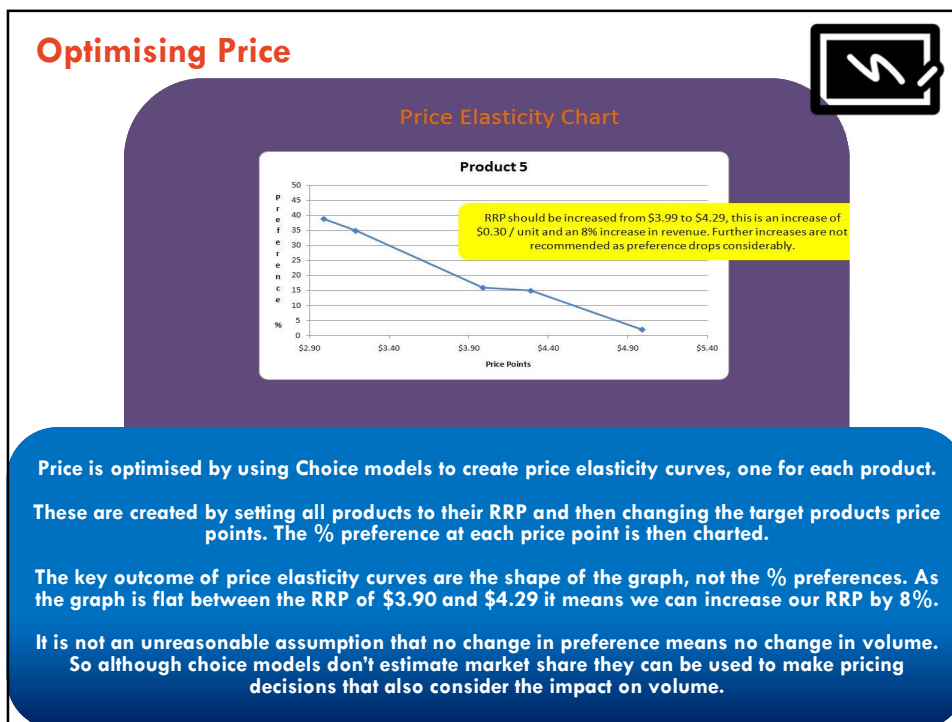 Optimising Price
Price Elasticity Chart
Product 5
Preference %
50
45
40
35
30
25
20
15
10
5
0
RRP should be increased from $3.99 to $4.29, this is an increase of
$0.30 / unit and an 8% increase in revenue. Further increases are not
recommended as preference drops considerably.
$2.90 $3.40 $3.90 $4.40 $4.90 $5.40
Price Points
Price is optimised by using Choice models to create price elasticity curves, one for each product.
These are created by setting all products to their RRP and then changing the target products price
points. The % preference at each price point is then charted.
The key outcome of price elasticity curves are the shape of the graph, not the % preferences. As
the graph is flat between the RRP of $3.90 and $4.29 it means we can increase our RRP by 8%.
It is not an unreasonable assumption that no change in preference means no change in volume.
So although choice models don't estimate market share they can be used to make pricing
decisions that also consider the impact on volume.